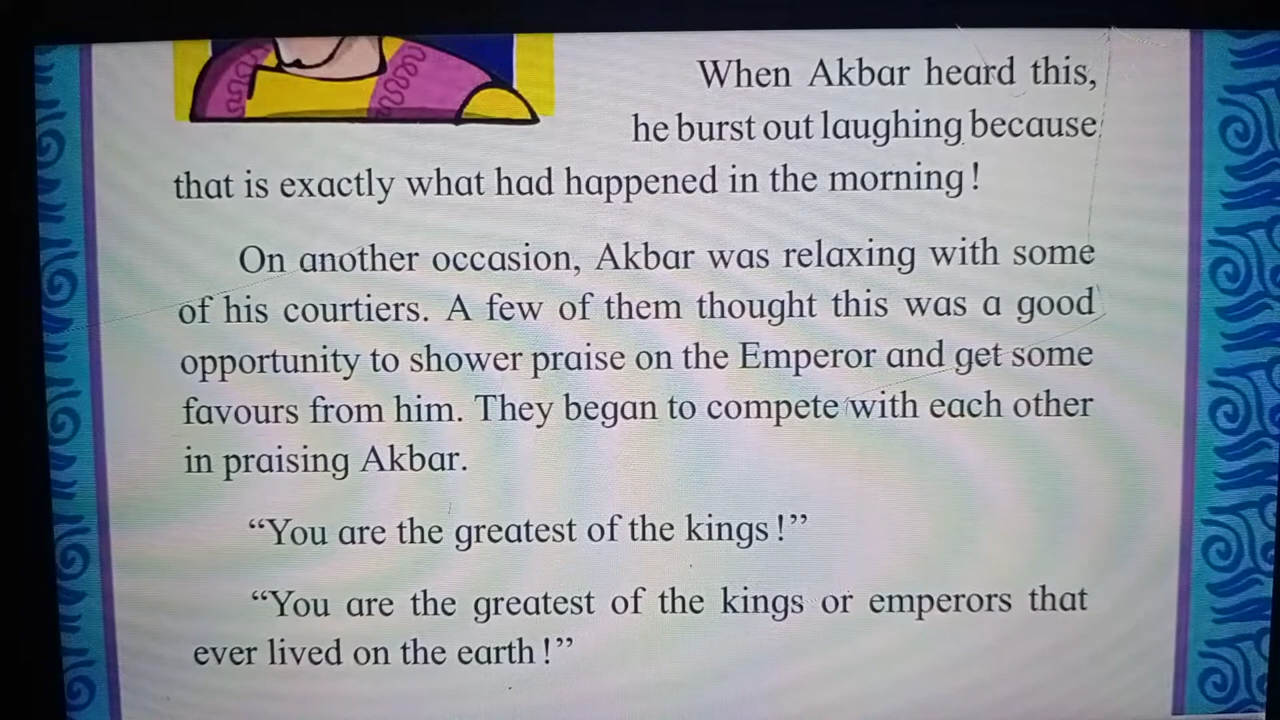 When Akbar heard this,
he burst out laughing because
that is exactly what had happened in the morning!
On another occasion, Akbar was relaxing with some
of his courtiers. A few of them thought this was a good
opportunity to shower praise on the Emperor and get some
favours from him. They began to compete with each other
in praising Akbar.
“You are the greatest of the kings!”
“You are the greatest of the kings or emperors that
ever lived on the earth!”